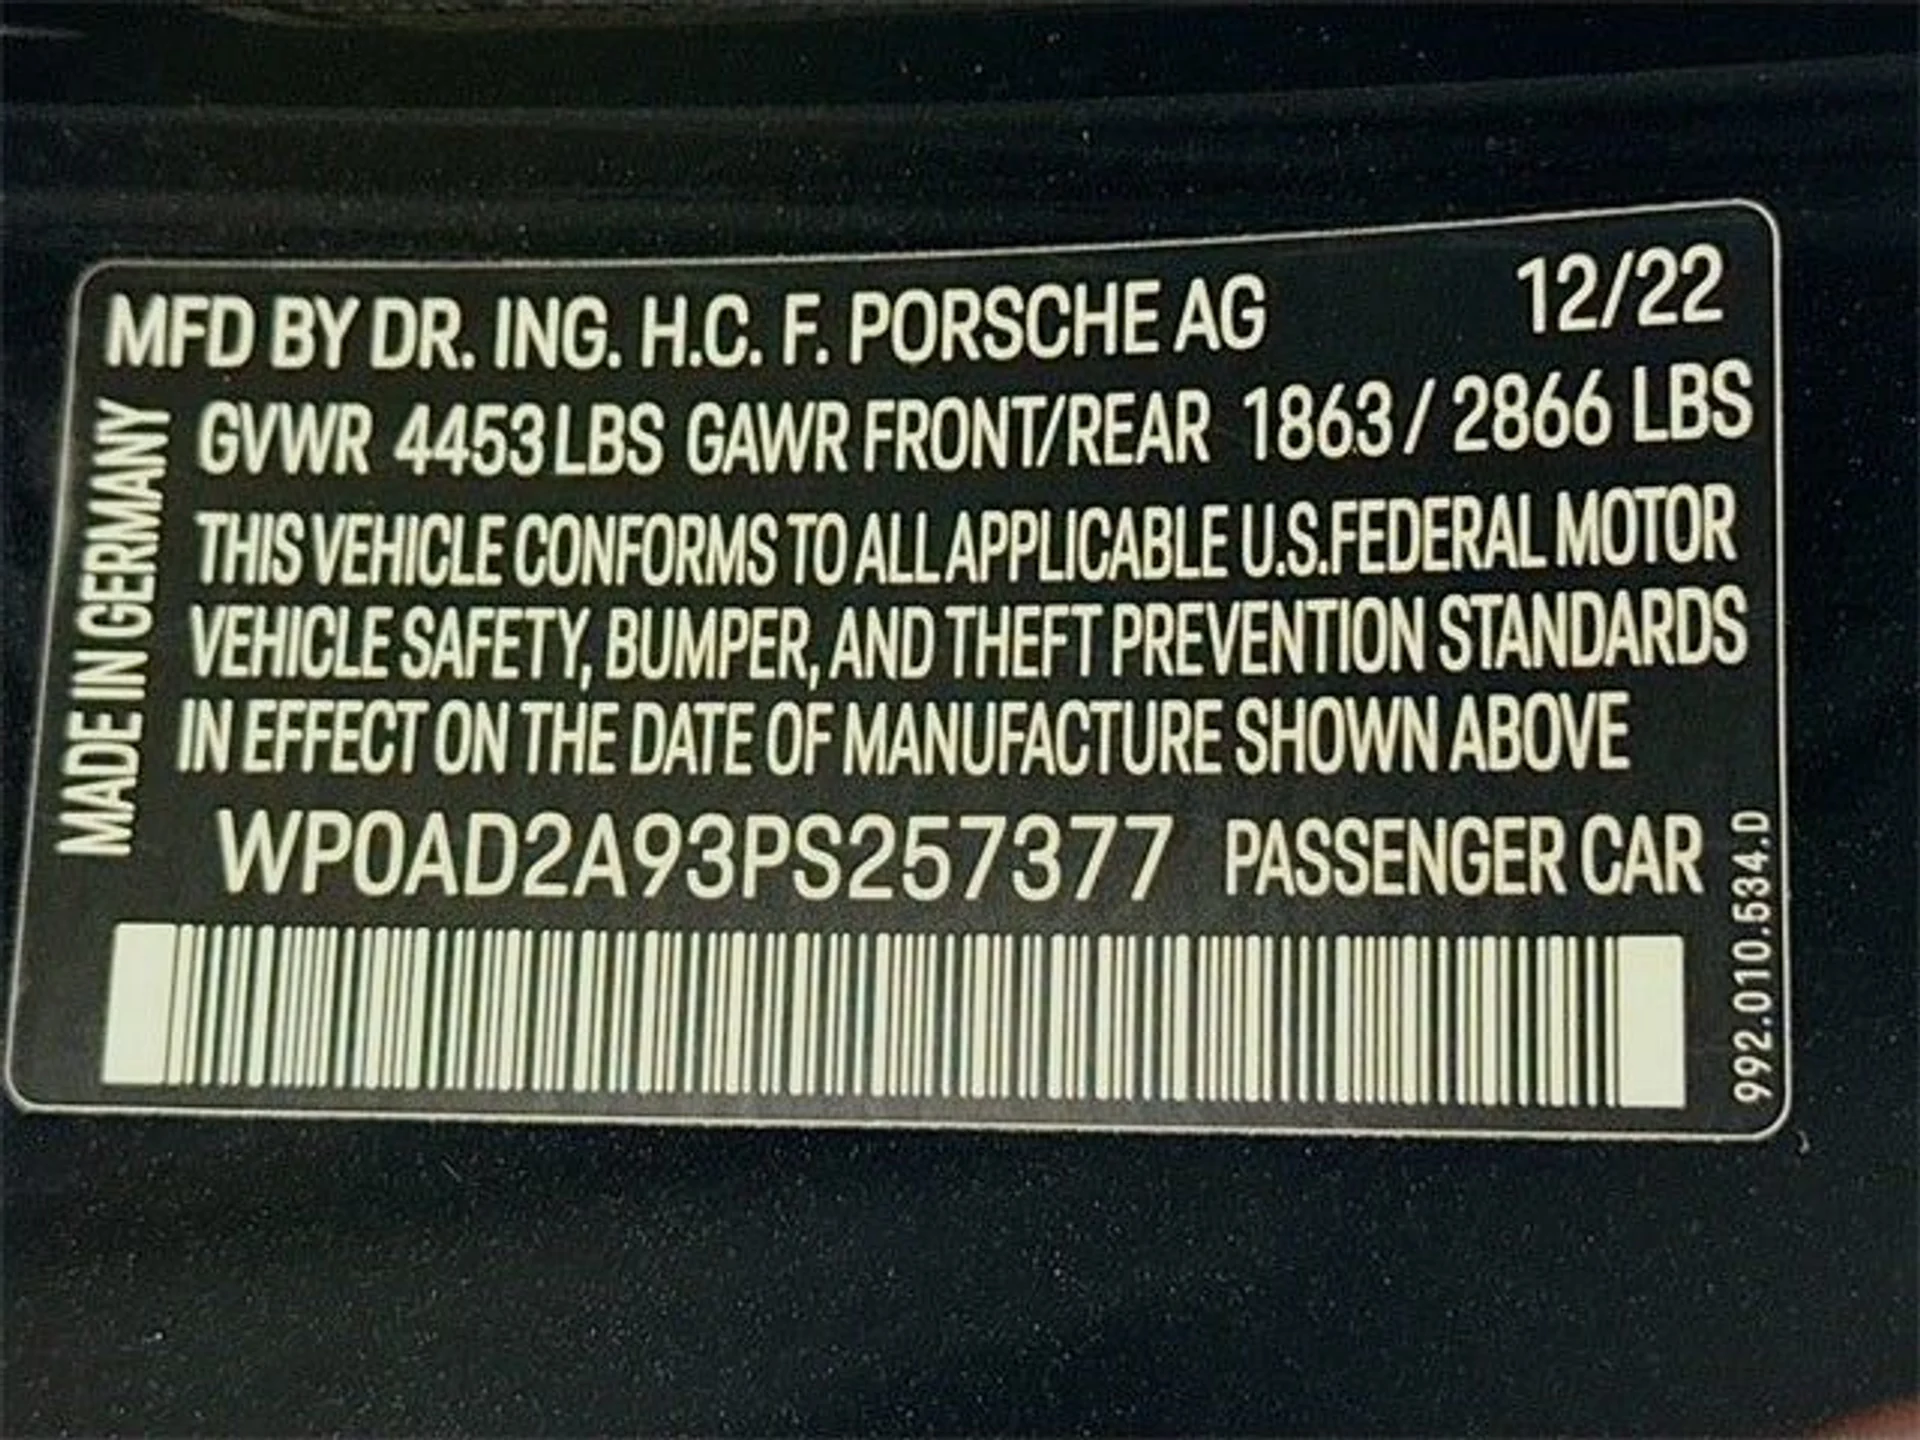 MFD BY DR. ING. H.C. F. PORSCHE AG 12/22
GVWR 4453 LBS GAWR FRONT/REAR 1863 / 2866 LBS
THIS VEHICLE CONFORMS TO ALL APPLICABLE U.S.FEDERAL MOTOR
VEHICLE SAFETY, BUMPER, AND THEFT PREVENTION STANDARDS
IN EFFECT ON THE DATE OF MANUFACTURE SHOWN ABOVE
WP0AD2A93PS257377 PASSENGER CAR
MADE IN GERMANY
992.010.534.D